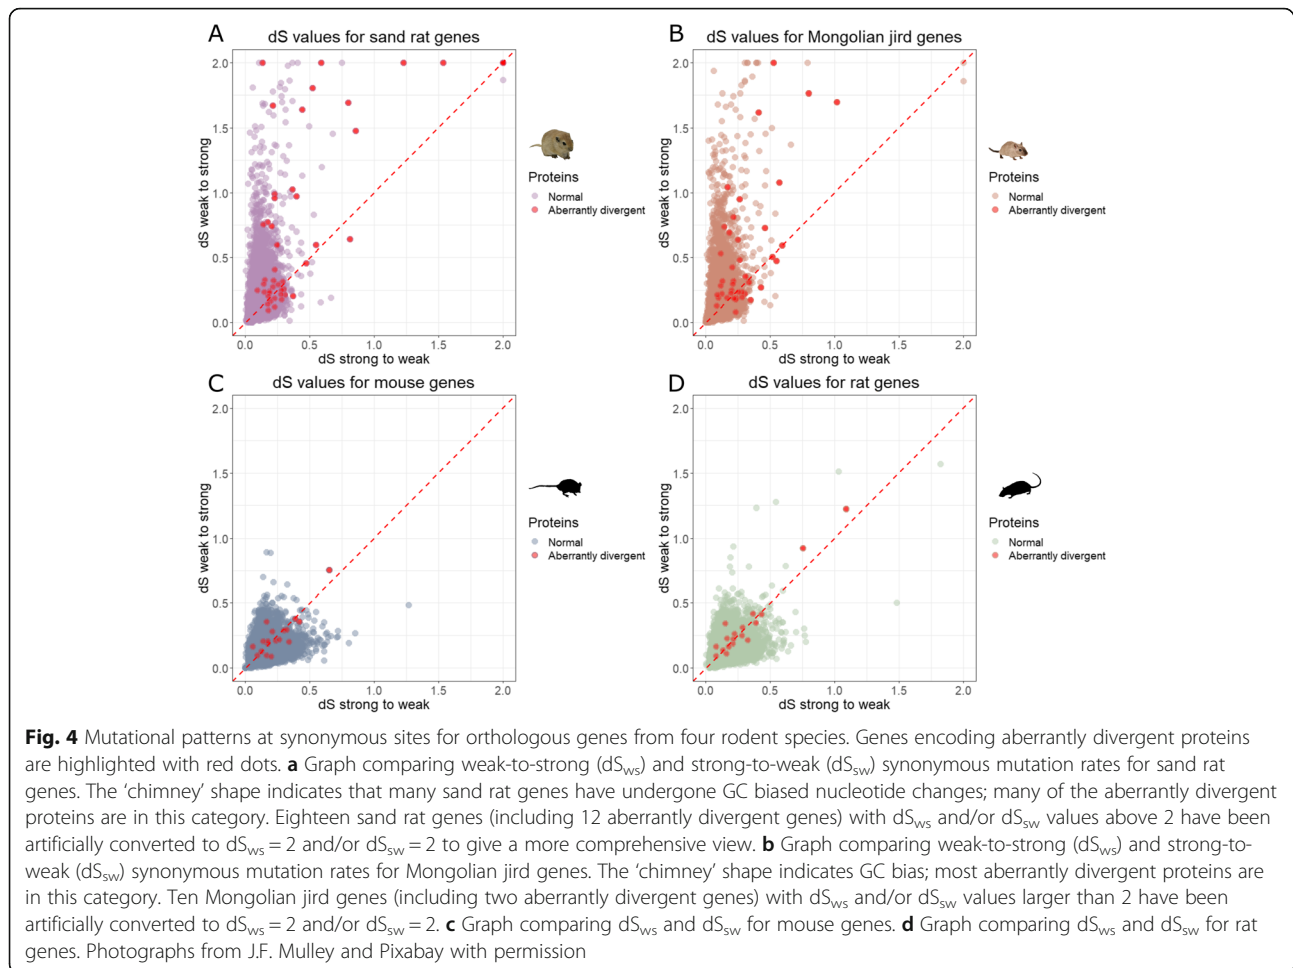 A
dS values for sand rat genes
2.0
1.5
1.0
0.5
0.0
dS weak to strong
0.0 0.5 1.0 1.5 2.0
dS strong to weak
Proteins
Normal
Aberrantly divergent
B
dS values for Mongolian jird genes
2.0
1.5
1.0
0.5
0.0
dS weak to strong
0.0 0.5 1.0 1.5 2.0
dS strong to weak
Proteins
Normal
Aberrantly divergent
C
dS values for mouse genes
2.0
1.5
1.0
0.5
0.0
dS weak to strong
0.0 0.5 1.0 1.5 2.0
dS strong to weak
Proteins
Normal
Aberrantly divergent
D
dS values for rat genes
2.0
1.5
1.0
0.5
0.0
dS weak to strong
0.0 0.5 1.0 1.5 2.0
dS strong to weak
Proteins
Normal
Aberrantly divergent
Fig. 4 Mutational patterns at synonymous sites for orthologous genes from four rodent species. Genes encoding aberrantly divergent proteins
are highlighted with red dots. a Graph comparing weak-to-strong (dSws) and strong-to-weak (dSsw) synonymous mutation rates for sand rat
genes. The ‘chimney’ shape indicates that many sand rat genes have undergone GC biased nucleotide changes; many of the aberrantly divergent
proteins are in this category. Eighteen sand rat genes (including 12 aberrantly divergent genes) with dSws and/or dSsw values above 2 have been
artificially converted to dSws = 2 and/or dSsw = 2 to give a more comprehensive view. b Graph comparing weak-to-strong (dSws) and strong-to-
weak (dSsw) synonymous mutation rates for Mongolian jird genes. The ‘chimney’ shape indicates GC bias; most aberrantly divergent proteins are
in this category. Ten Mongolian jird genes (including two aberrantly divergent genes) with dSws and/or dSsw values larger than 2 have been
artificially converted to dSws = 2 and/or dSsw = 2. c Graph comparing dSws and dSsw for mouse genes. d Graph comparing dSws and dSsw for rat
genes. Photographs from J.F. Mulley and Pixabay with permission